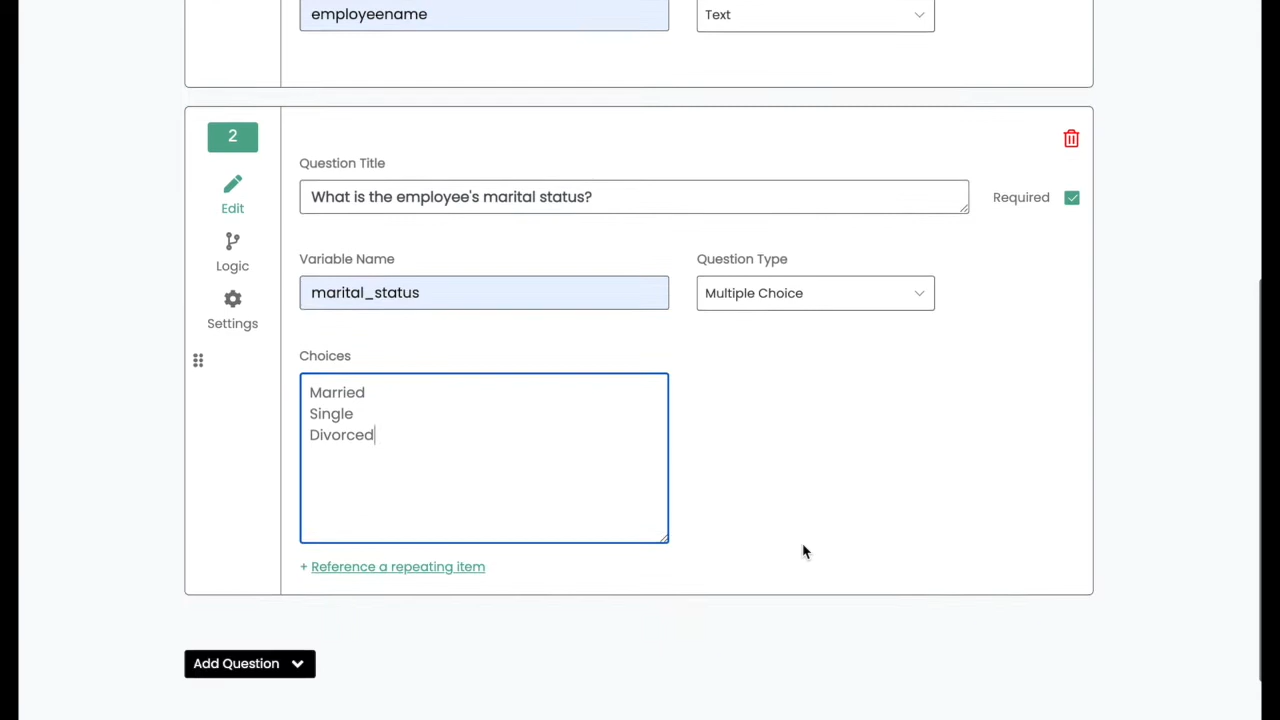 employeename
Text
2
Question Title
Edit
What is the employee's marital status?
Required
Logic
Variable Name
Question Type
marital_status
Multiple Choice
Settings
Choices
Married
Single
Divorced
+ Reference a repeating item
Add Question